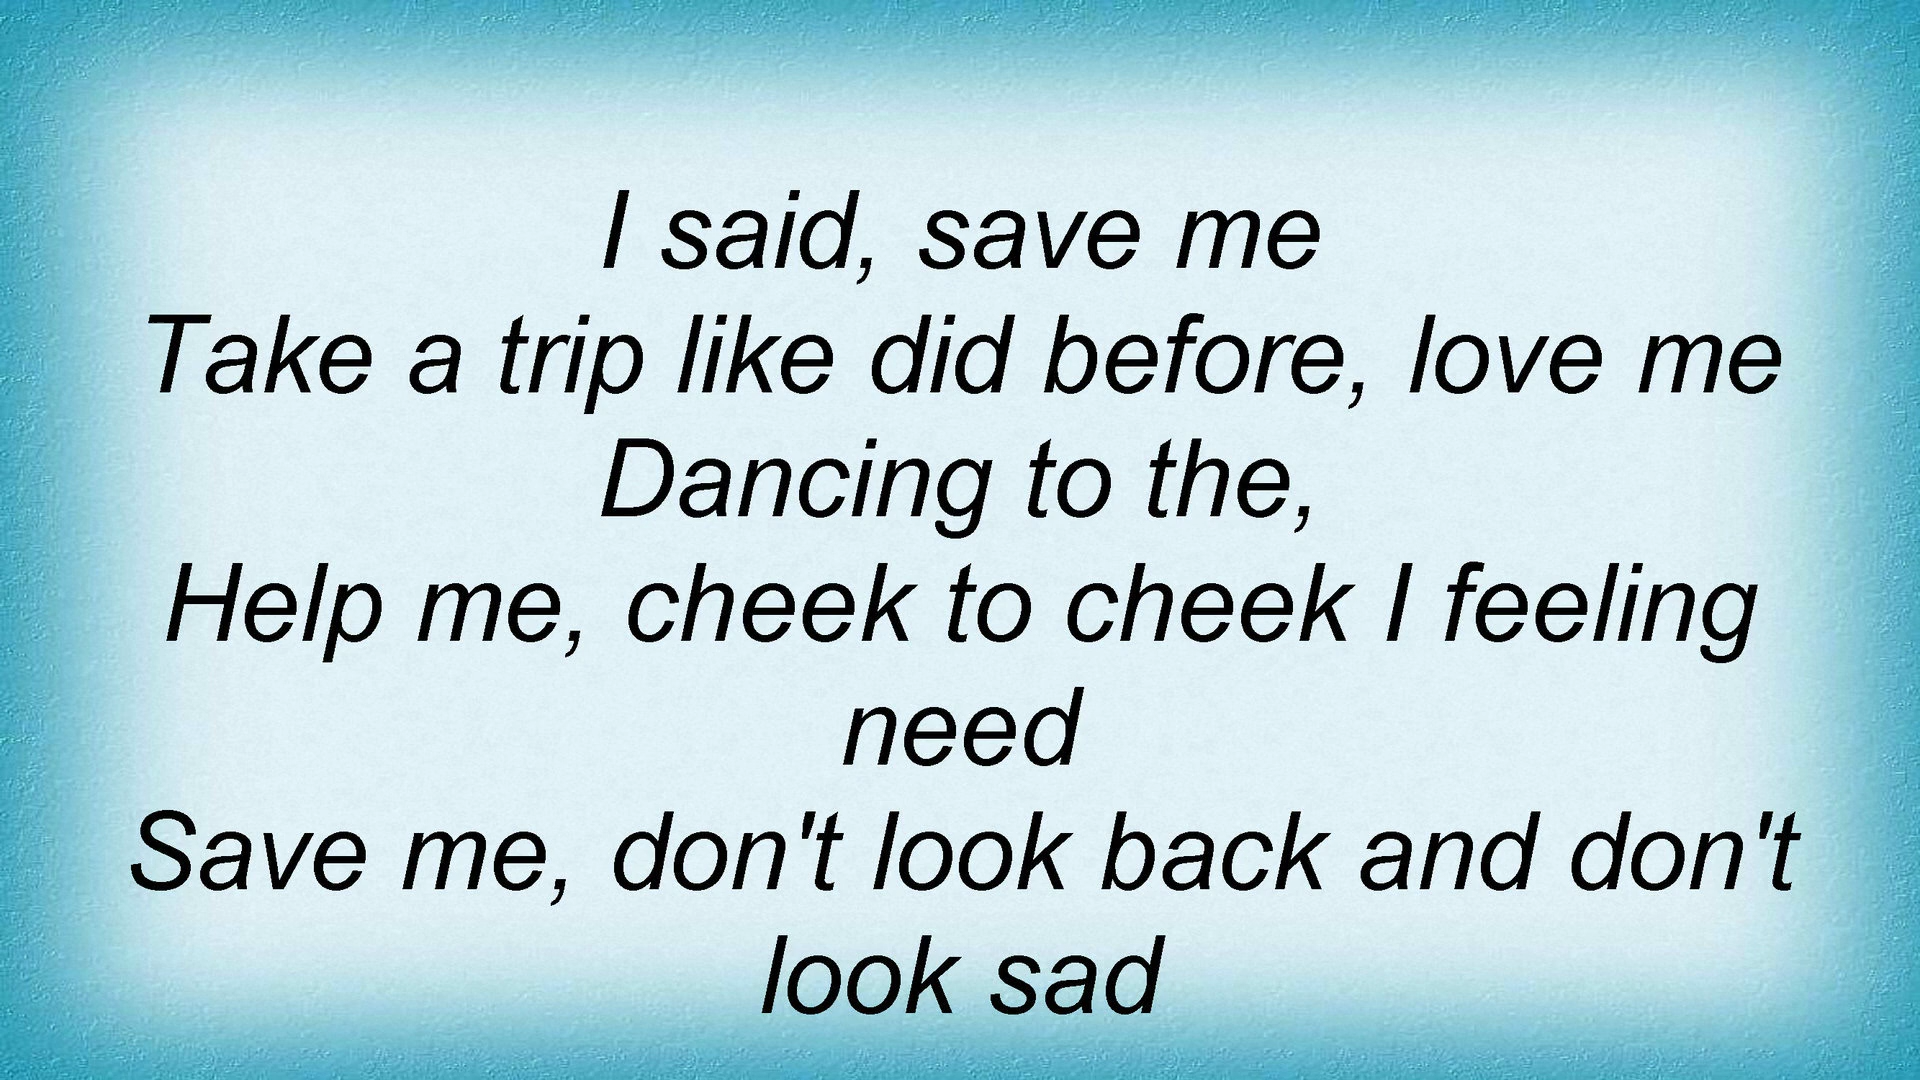 I said, save me
Take a trip like did before, love me
Dancing to the,
Help me, cheek to cheek I feeling
need
Save me, don't look back and don't
look sad